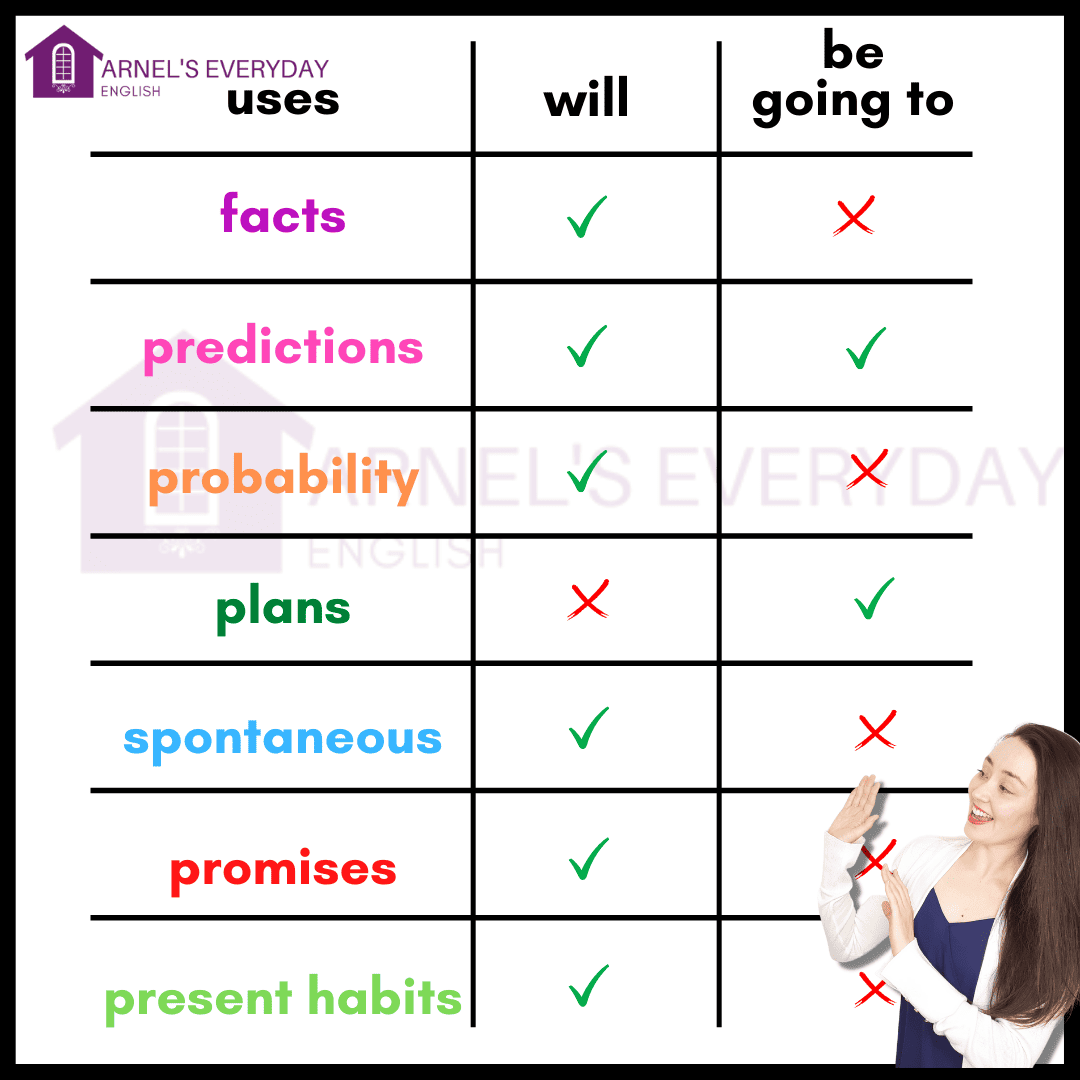 ARNEL'S EVERYDAY
ENGLISH
uses
will
be
going to
facts
predictions
probability
ARNEL'S EVERYDAY
ENGLISH
plans
spontaneous
promises
present habits